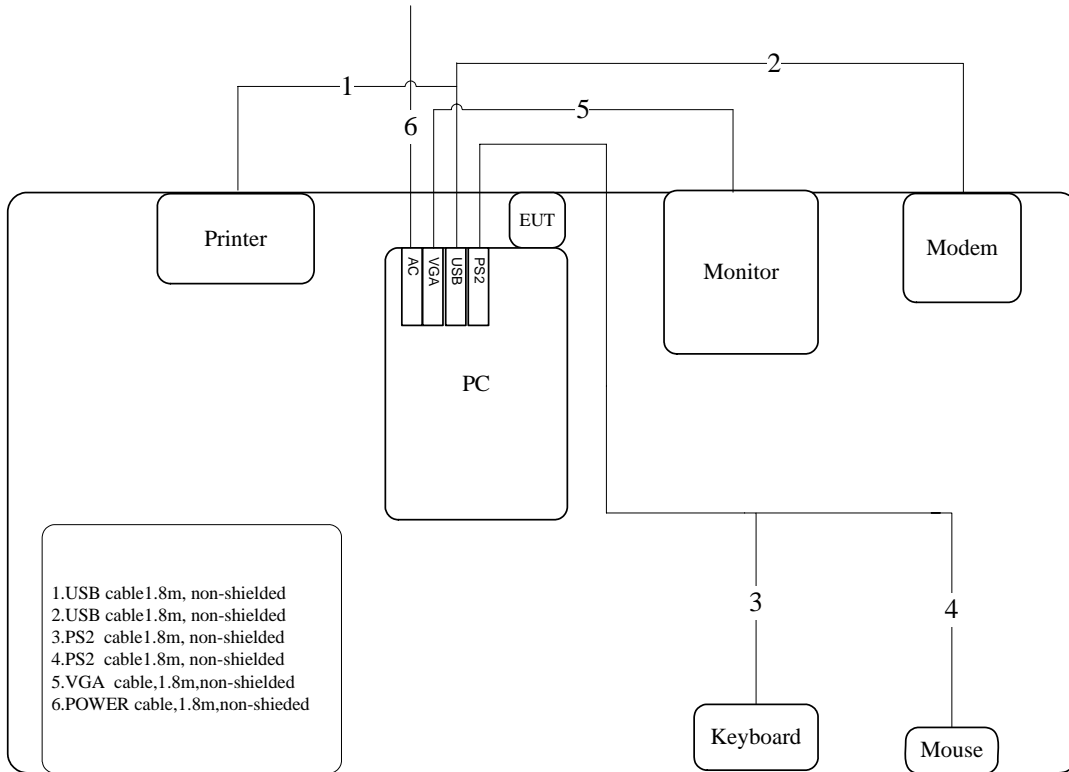 2
1
5
6
EUT
Printer
Monitor
Modem
AC
VGA
USB
PS2
PC
1.USB cable1.8m, non-shielded
2.USB cable1.8m, non-shielded
3.PS2 cable1.8m, non-shielded
4.PS2 cable1.8m, non-shielded
5.VGA cable,1.8m,non-shielded
6.POWER cable,1.8m,non-shieded
3
4
Keyboard
Mouse